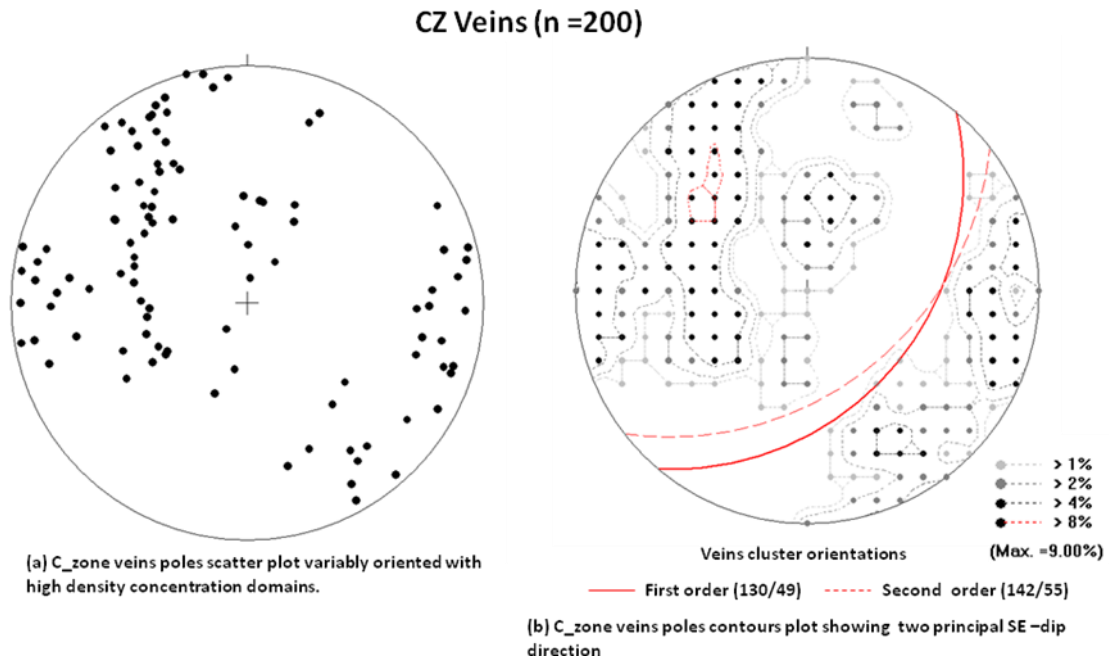 CZ Veins (n =200)
> 1%
> 2%
> 4%
> 8%
(Max. =9.00%)
(a) C_zone veins poles scatter plot variably oriented with
high density concentration domains.
Veins cluster orientations
First order (130/49)
Second order (142/55)
(b) C_zone veins poles contours plot showing two principal SE –dip
direction